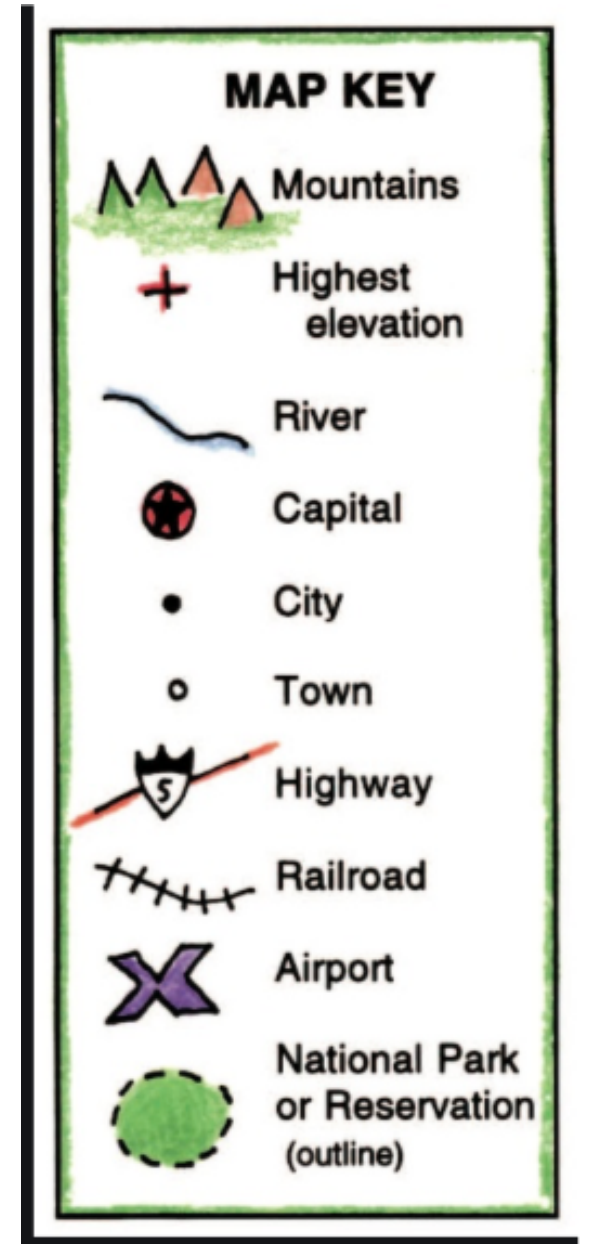 MAP KEY
Mountains
Highest
elevation
River
Capital
City
Town
5
Highway
Railroad
Airport
National Park
or Reservation
(outline)